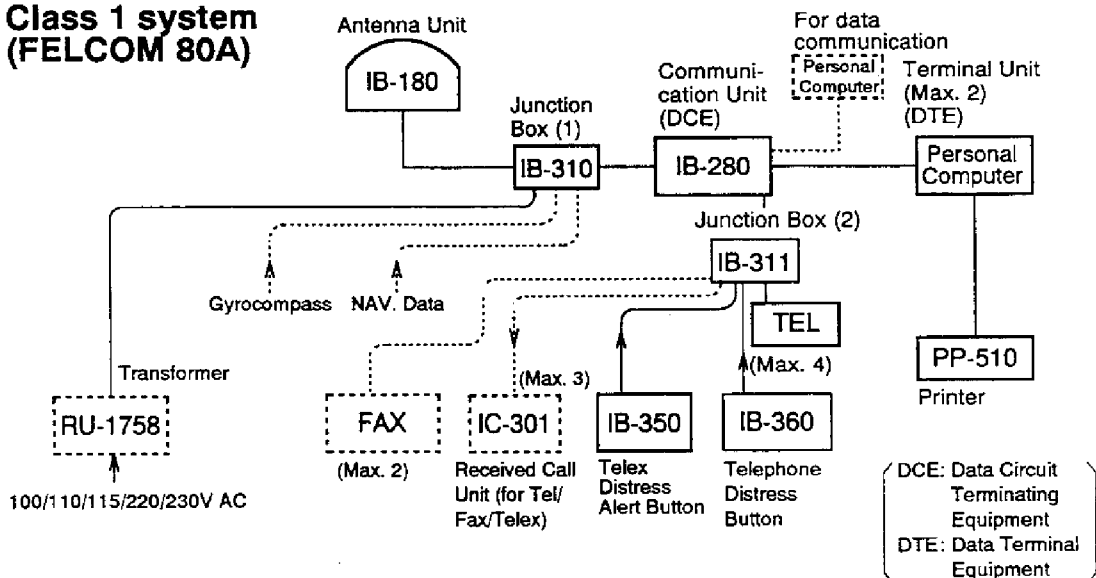 Class 1 system
(FELCOM 80A)
Antenna Unit
IB-180
Junction
Box (1)
IB-310
Communi-
cation Unit
(DCE)
IB-280
For data
communication
Personal
Computer
Terminal Unit
(Max. 2)
(DTE)
Personal
Computer
Junction Box (2)
IB-311
Gyrocompass
NAV. Data
TEL
(Max. 4)
PP-510
Printer
Transformer
RU-1758
100/110/115/220/230V AC
FAX
(Max. 2)
(Max. 3)
IC-301
Received Call
Unit (for Tel/
Fax/Telex)
IB-350
Telex
Distress
Alert Button
IB-360
Telephone
Distress
Button
DCE: Data Circuit
Terminating
Equipment
DTE: Data Terminal
Equipment